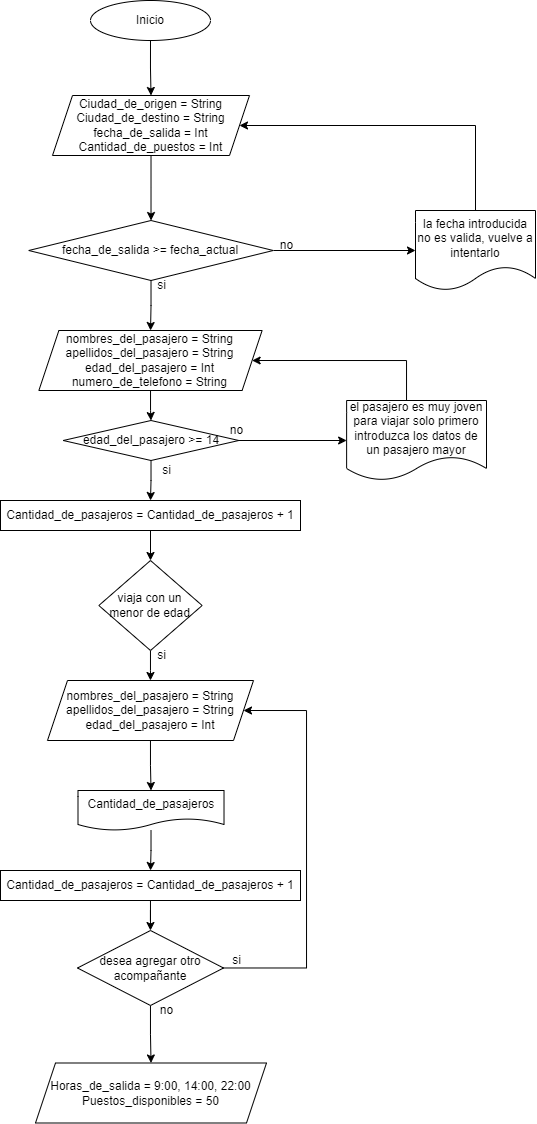 Inicio
Ciudad_de_origen = String
Ciudad_de_destino = String
fecha_de_salida = Int
Cantidad_de_puestos = Int
fecha_de_salida >= fecha_actual
no
la fecha introducida
no es valida, vuelve a
intentarlo
si
nombres_del_pasajero = String
apellidos_del_pasajero = String
edad_del_pasajero = Int
numero_de_telefono = String
edad_del_pasajero >= 14
no
el pasajero es muy joven
para viajar solo primero
introduzca los datos de
un pasajero mayor
si
Cantidad_de_pasajeros = Cantidad_de_pasajeros + 1
viaja con un
menor de edad
si
nombres_del_pasajero = String
apellidos_del_pasajero = String
edad_del_pasajero = Int
Cantidad_de_pasajeros
Cantidad_de_pasajeros = Cantidad_de_pasajeros + 1
desea agregar otro
acompañante
si
no
Horas_de_salida = 9:00, 14:00, 22:00
Puestos_disponibles = 50